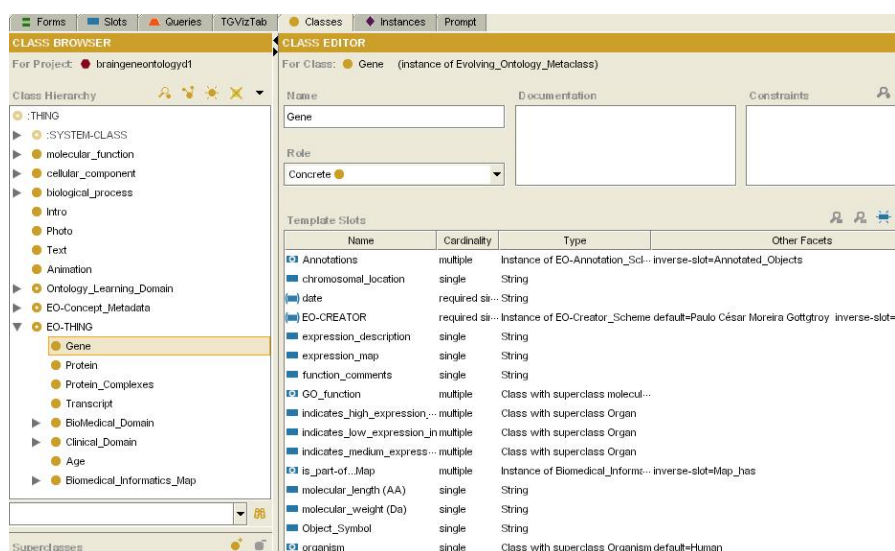 Forms Slots Queries TGVizTab Classes Instances Prompt
CLASS BROWSER
For Project: braingeneontologyd1
Class Hierarchy
:THING
:SYSTEM-CLASS
molecular_function
cellular_component
biological_process
Intro
Photo
Text
Animation
Ontology_Learning_Domain
EO-Concept_Metadata
EO-THING
Gene
Protein
Protein_Complexes
Transcript
BioMedical_Domain
Clinical_Domain
Age
Biomedical_Informatics_Map
Superclasses
CLASS EDITOR
For Class: Gene (instance of Evolving_Ontology_Metaclass)
Name Documentation Constraints
Gene
Role
Concrete
Template Slots
Name Cardinality Type Other Facets
Annotations multiple Instance of EO-Annotation_Scl... inverse-slot=Annotated_Objects
chromosomal_location single String
date required sin... String
EO-CREATOR required sin... Instance of EO-Creator_Scheme default=Paulo César Moreira Gottgtroy inverse-slot=
expression_description single String
expression_map single String
function_comments single String
GO_function multiple Class with superclass molecul...
indicates_high_expression_... multiple Class with superclass Organ
indicates_low_expression_in multiple Class with superclass Organ
indicates_medium_express... multiple Class with superclass Organ
is_part-of...Map multiple Instance of Biomedical_Informa... inverse-slot=Map_has
molecular_length (AA) single String
molecular_weight (Da) single String
Object_Symbol single String
organism single Class with superclass Organism default=Human